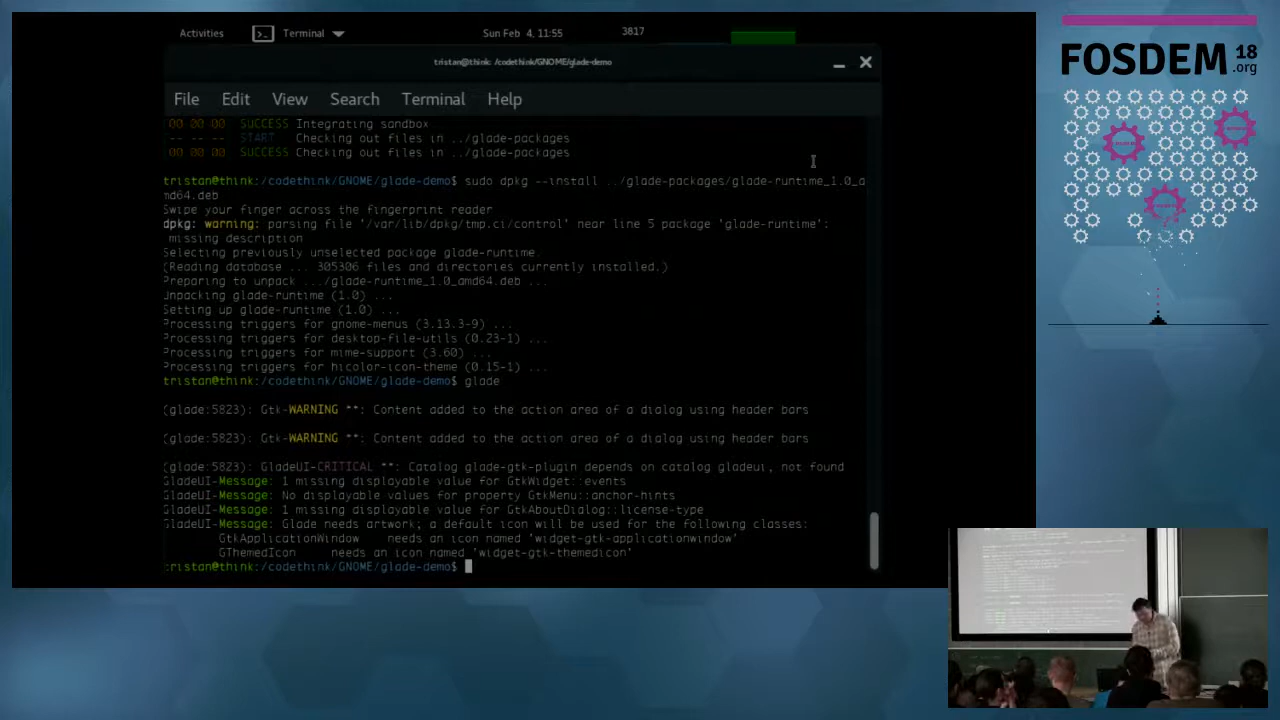 Activities Terminal Sun Feb 4, 11:55 3817
tristan@think: /codethink/GNOME/glade-demo
File Edit View Search Terminal Help
00 00 00 SUCCESS Integrating sandbox
-- -- -- START Checking out files in ../glade-packages
00 00 00 SUCCESS Checking out files in ../glade-packages
tristan@think:/codethink/GNOME/glade-demo$ sudo dpkg --install ../glade-packages/glade-runtime_1.0_a
md64.deb
Swipe your finger across the fingerprint reader
dpkg: warning: parsing file '/var/lib/dpkg/tmp.ci/control' near line 5 package 'glade-runtime':
missing description
Selecting previously unselected package glade-runtime.
(Reading database ... 305306 files and directories currently installed.)
Preparing to unpack .../glade-runtime_1.0_amd64.deb ...
Unpacking glade-runtime (1.0) ...
Setting up glade-runtime (1.0) ...
Processing triggers for gnome-menus (3.13.3-9) ...
Processing triggers for desktop-file-utils (0.23-1) ...
Processing triggers for mime-support (3.60) ...
Processing triggers for hicolor-icon-theme (0.15-1) ...
tristan@think:/codethink/GNOME/glade-demo$ glade
(glade:5823): Gtk-WARNING **: Content added to the action area of a dialog using header bars
(glade:5823): Gtk-WARNING **: Content added to the action area of a dialog using header bars
(glade:5823): GladeUI-CRITICAL **: Catalog glade-gtk-plugin depends on catalog gladeui, not found
GladeUI-Message: 1 missing displayable value for GtkWidget::events
GladeUI-Message: No displayable values for property GtkMenu::anchor-hints
GladeUI-Message: 1 missing displayable value for GtkAboutDialog::license-type
GladeUI-Message: Glade needs artwork; a default icon will be used for the following classes:
GtkApplicationWindow needs an icon named 'widget-gtk-applicationwindow'
GThemedIcon needs an icon named 'widget-gtk-themedicon'
tristan@think:/codethink/GNOME/glade-demo$
FOSDEM 18
.org